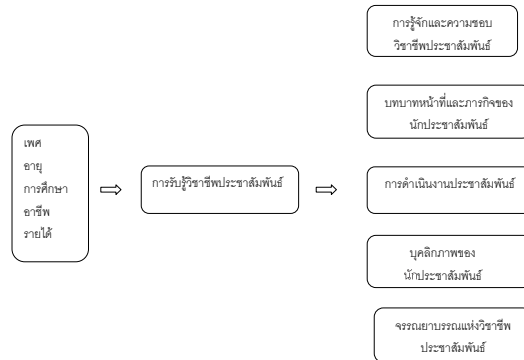 เพศ
อายุ
การศึกษา
อาชีพ
รายได้
การรับรู้วิชาชีพประชาสัมพันธ์
การรู้จักและความชอบ
วิชาชีพประชาสัมพันธ์
บทบาทหน้าที่และภารกิจของ
นักประชาสัมพันธ์
การดำเนินงานประชาสัมพันธ์
บุคลิกภาพของ
นักประชาสัมพันธ์
จรรณยาบรรณแห่งวิชาชีพ
ประชาสัมพันธ์